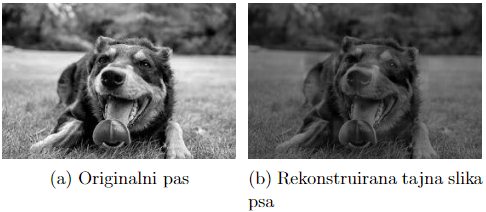 (a) Originalni pas
(b) Rekonstruirana tajna slika
psa